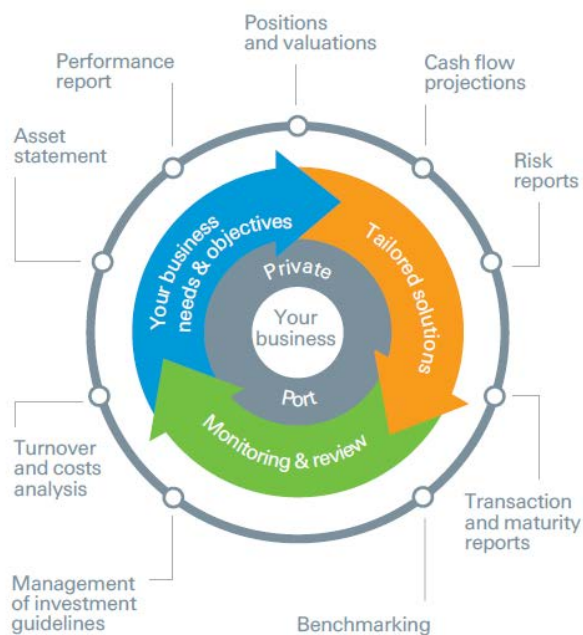 Positions
and valuations
Performance
report
Cash flow
projections
Asset
statement
Risk
reports
Your business
needs & objectives
Tailored solutions
Private
Your
business
Port
Monitoring & review
Turnover
and costs
analysis
Transaction
and maturity
reports
Management
of investment
guidelines
Benchmarking